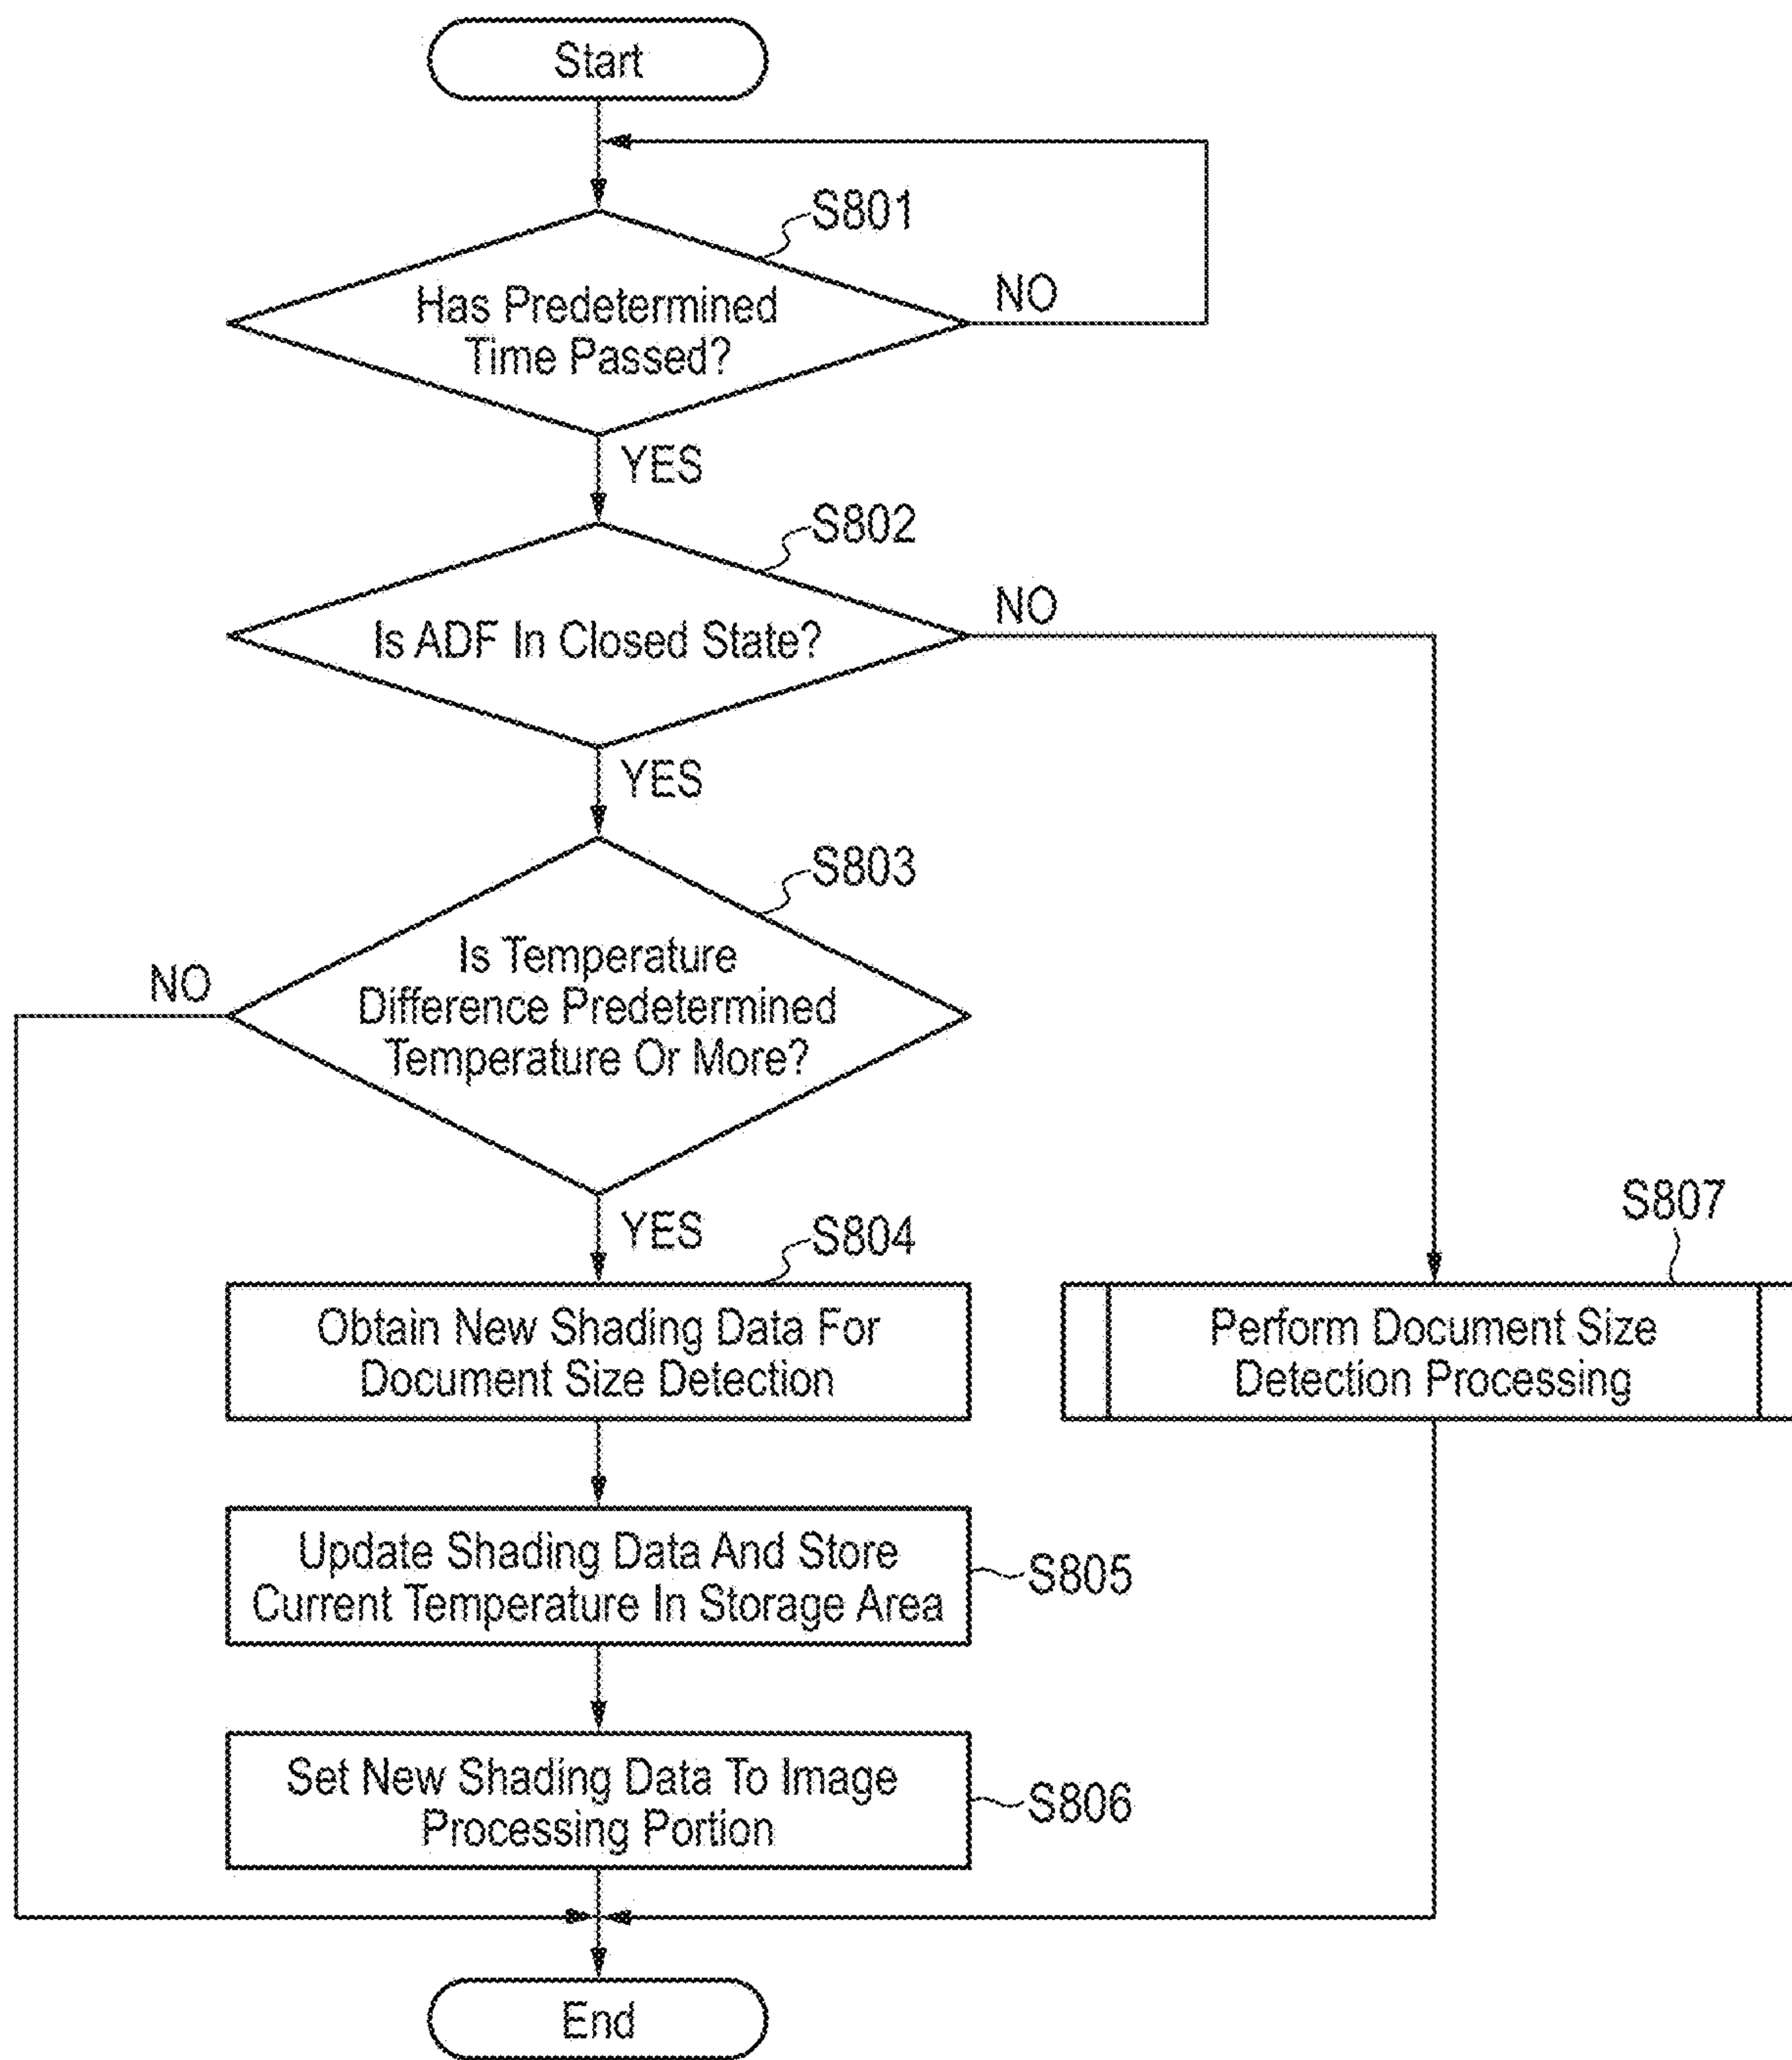 Start
S801
Has Predetermined
Time Passed?
NO
YES
S802
Is ADF In Closed State?
NO
YES
S803
Is Temperature
Difference Predetermined
Temperature Or More?
NO
YES
S804
Obtain New Shading Data For
Document Size Detection
S807
Perform Document Size
Detection Processing
Update Shading Data And Store
Current Temperature In Storage Area
S805
Set New Shading Data To Image
Processing Portion
S806
End